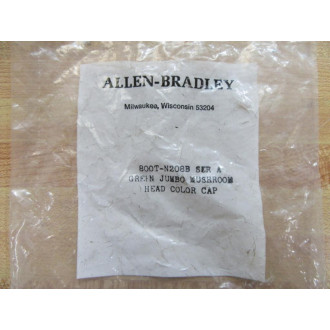 ALLEN-BRADLEY
Milwaukee, Wisconsin 53204
800T-N208B SER A
GREEN JUMBO MUSHROOM
HEAD COLOR CAP